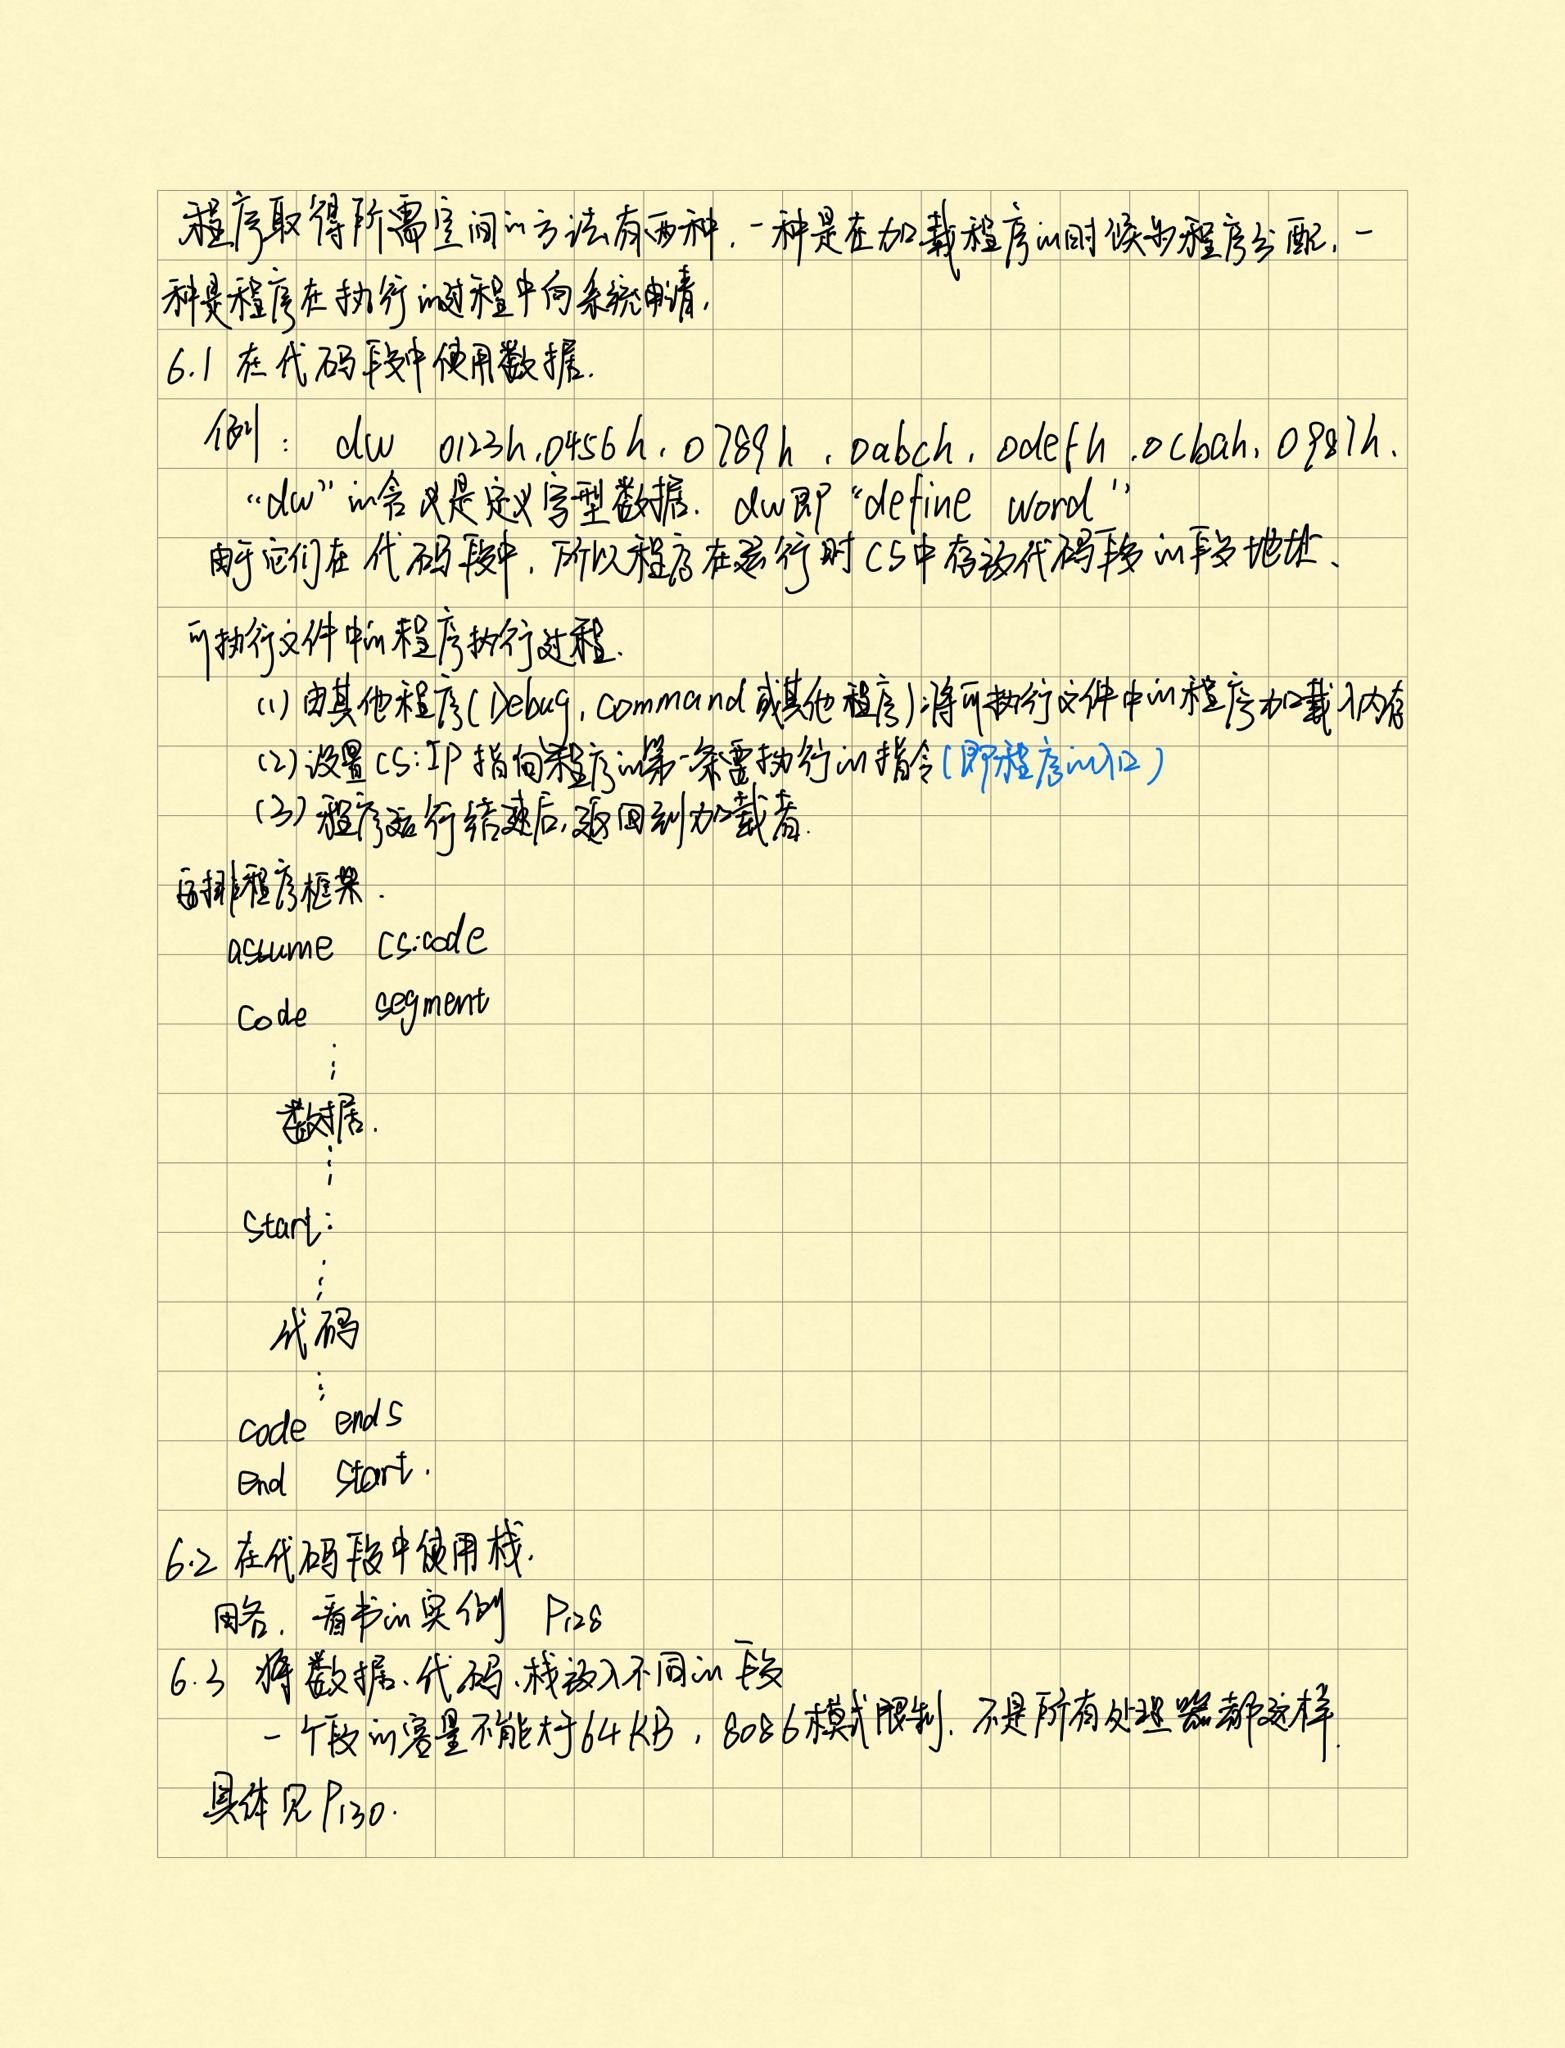 程序取得所需空间的方法有两种,一种是在加载程序的时候为程序分配,一
种是程序在执行的过程中向系统申请,
6.1 在代码段中使用数据.
例: dw 0123h,0456h,0789h,0abch,0defh,0cbah,0987h.
“dw”的含义是定义字型数据. dw即“define word”
由于它们在代码段中,所以程序在运行时CS中存放代码段的段地址、
可执行文件中的程序执行过程.
(1) 由其他程序(Debug,command或其他程序)将可执行文件中的程序加载入内存
(2) 设置CS:IP指向程序的第一条需执行的指令(即程序的入口)
(3) 程序运行结束后,返回到加载者.
程序框架.
assume cs:code
code segment
⋮
数据.
⋮
start:
⋮
代码
⋮
code ends
end start.
6.2 在代码段中使用栈.
略. 看书的实例 P128
6.3 将数据、代码、栈放入不同的段
一个段的容量不能大于64KB,8086模式限制.不是所有处理器都这样.
具体见P130.